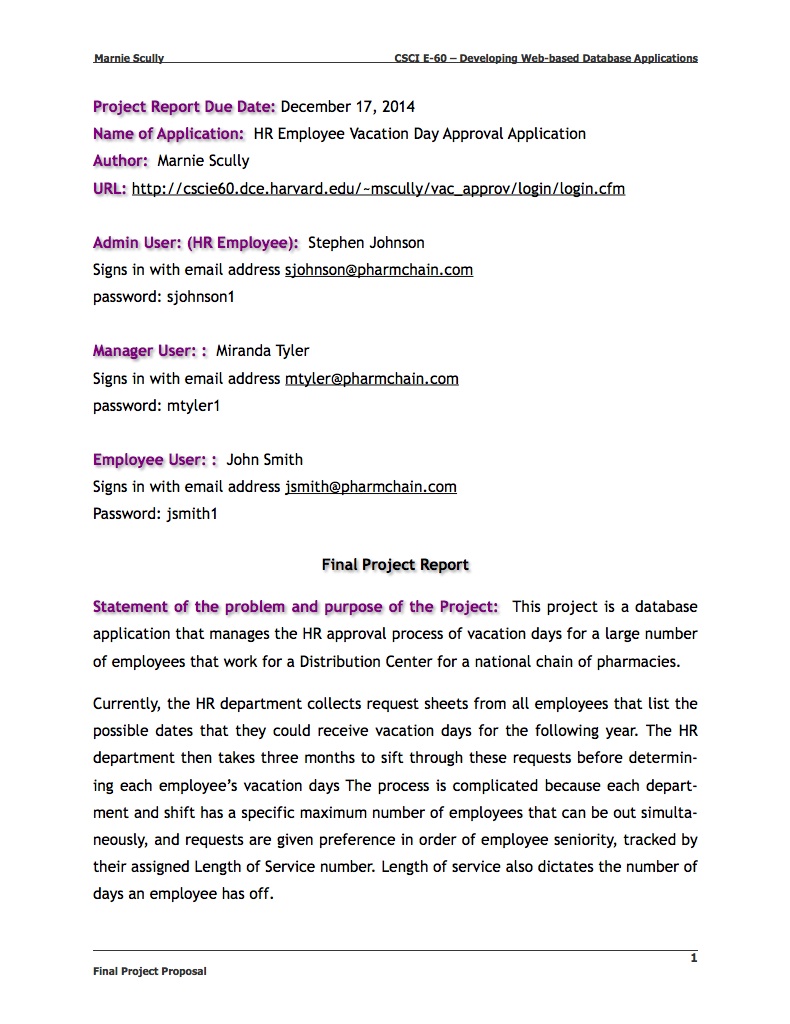 Marnie Scully CSCI E-60 – Developing Web-based Database Applications
Project Report Due Date: December 17, 2014
Name of Application: HR Employee Vacation Day Approval Application
Author: Marnie Scully
URL: http://cscie60.dce.harvard.edu/~mscully/vac_approv/login/login.cfm
Admin User: (HR Employee): Stephen Johnson
Signs in with email address sjohnson@pharmchain.com
password: sjohnson1
Manager User: : Miranda Tyler
Signs in with email address mtyler@pharmchain.com
password: mtyler1
Employee User: : John Smith
Signs in with email address jsmith@pharmchain.com
Password: jsmith1
Final Project Report
Statement of the problem and purpose of the Project: This project is a database
application that manages the HR approval process of vacation days for a large number
of employees that work for a Distribution Center for a national chain of pharmacies.
Currently, the HR department collects request sheets from all employees that list the
possible dates that they could receive vacation days for the following year. The HR
department then takes three months to sift through these requests before determin-
ing each employee’s vacation days The process is complicated because each depart-
ment and shift has a specific maximum number of employees that can be out simulta-
neously, and requests are given preference in order of employee seniority, tracked by
their assigned Length of Service number. Length of service also dictates the number of
days an employee has off.
1
Final Project Proposal